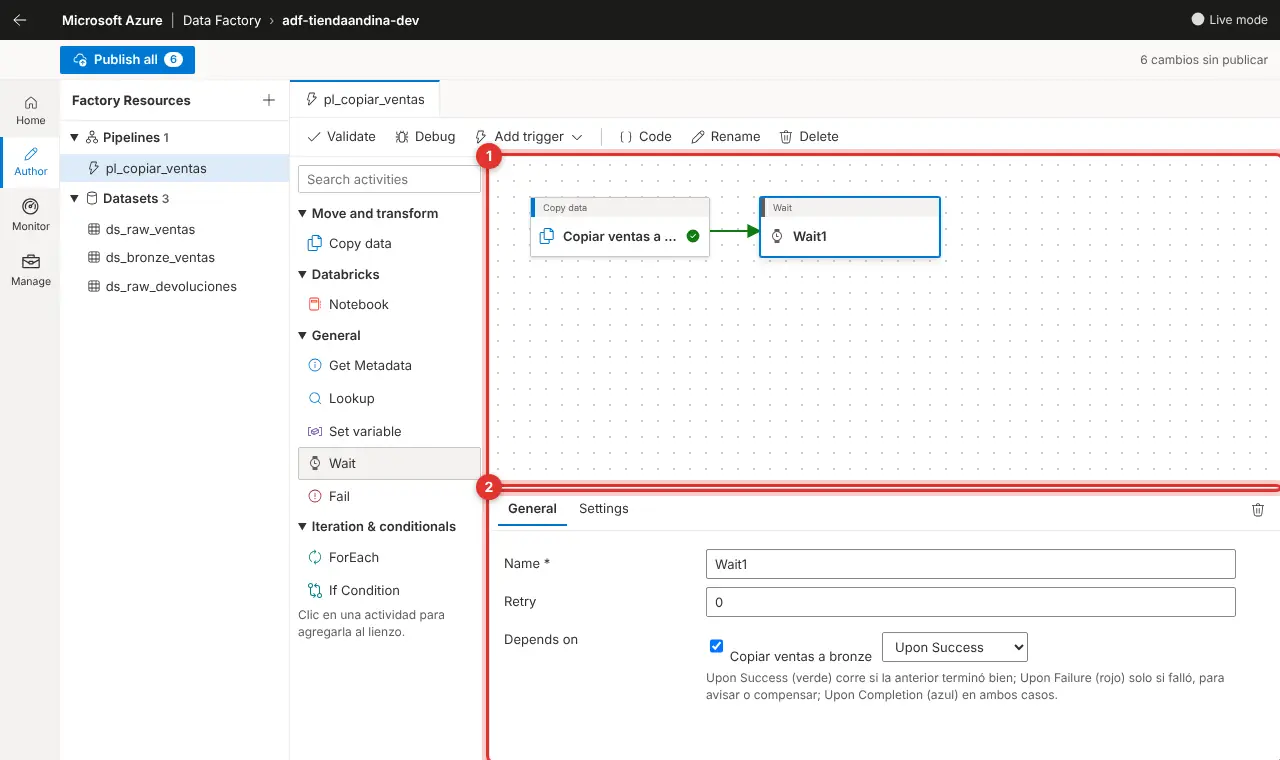 Microsoft Azure | Data Factory › adf-tiendaandina-dev
Live mode
Publish all 6
6 cambios sin publicar
Home
Author
Monitor
Manage
Factory Resources
Pipelines 1
pl_copiar_ventas
Datasets 3
ds_raw_ventas
ds_bronze_ventas
ds_raw_devoluciones
pl_copiar_ventas
Validate
Debug
Add trigger
Code
Rename
Delete
Search activities
Move and transform
Copy data
Databricks
Notebook
General
Get Metadata
Lookup
Set variable
Wait
Fail
Iteration & conditionals
ForEach
If Condition
Clic en una actividad para
agregarla al lienzo.
1
Copy data
Copiar ventas a ...
Wait
Wait1
2
General
Settings
Name *
Wait1
Retry
0
Depends on
Copiar ventas a bronze
Upon Success
Upon Success (verde) corre si la anterior terminó bien; Upon Failure (rojo) solo si falló, para
avisar o compensar; Upon Completion (azul) en ambos casos.